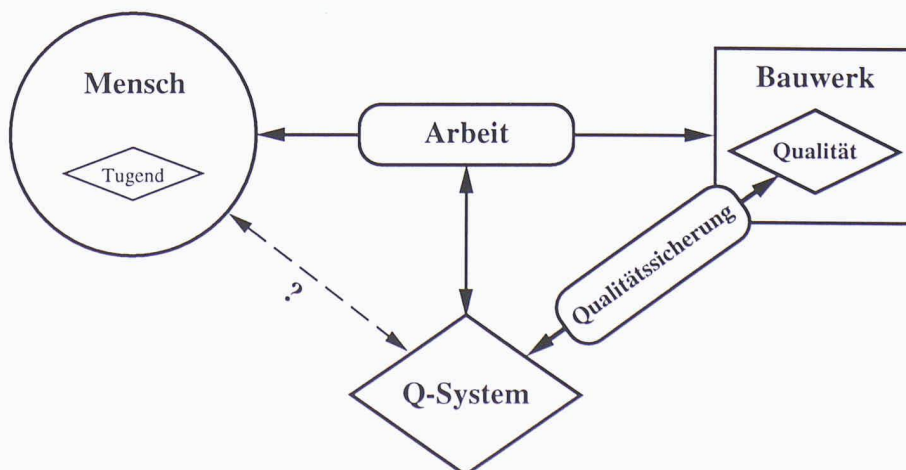 Mensch
Bauwerk
Arbeit
Tugend
Qualität
Qualitätssicherung
?
Q-System